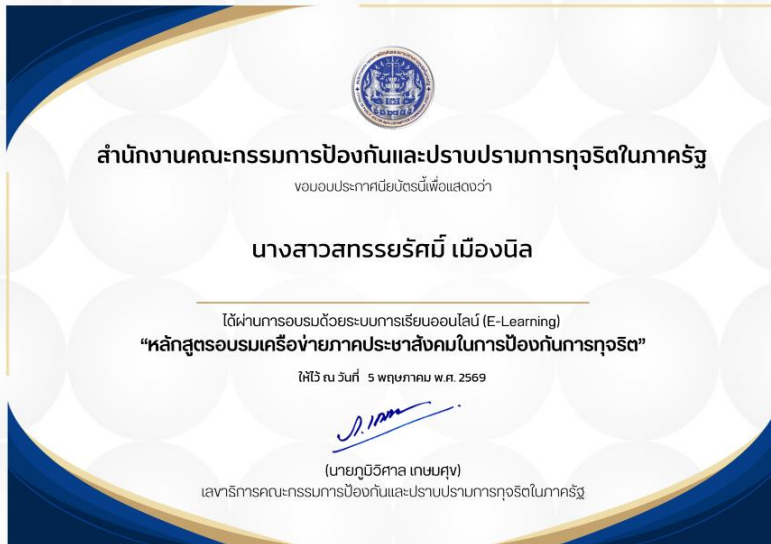 สำนักงานคณะกรรมการป้องกันและปราบปรามการทุจริตในภาครัฐ
ขอมอบประกาศนียบัตรนี้เพื่อแสดงว่า
นางสาวสทรรยรัศมิ์ เมืองนิล
ได้ผ่านการอบรมด้วยระบบการเรียนออนไลน์ (E-Learning)
“หลักสูตรอบรมเครือข่ายภาคประชาสังคมในการป้องกันการทุจริต”
ให้ไว้ ณ วันที่ 5 พฤษภาคม พ.ศ. 2569
(นายภูมิวิศาล เกษมศุข)
เลขาธิการคณะกรรมการป้องกันและปราบปรามการทุจริตในภาครัฐ